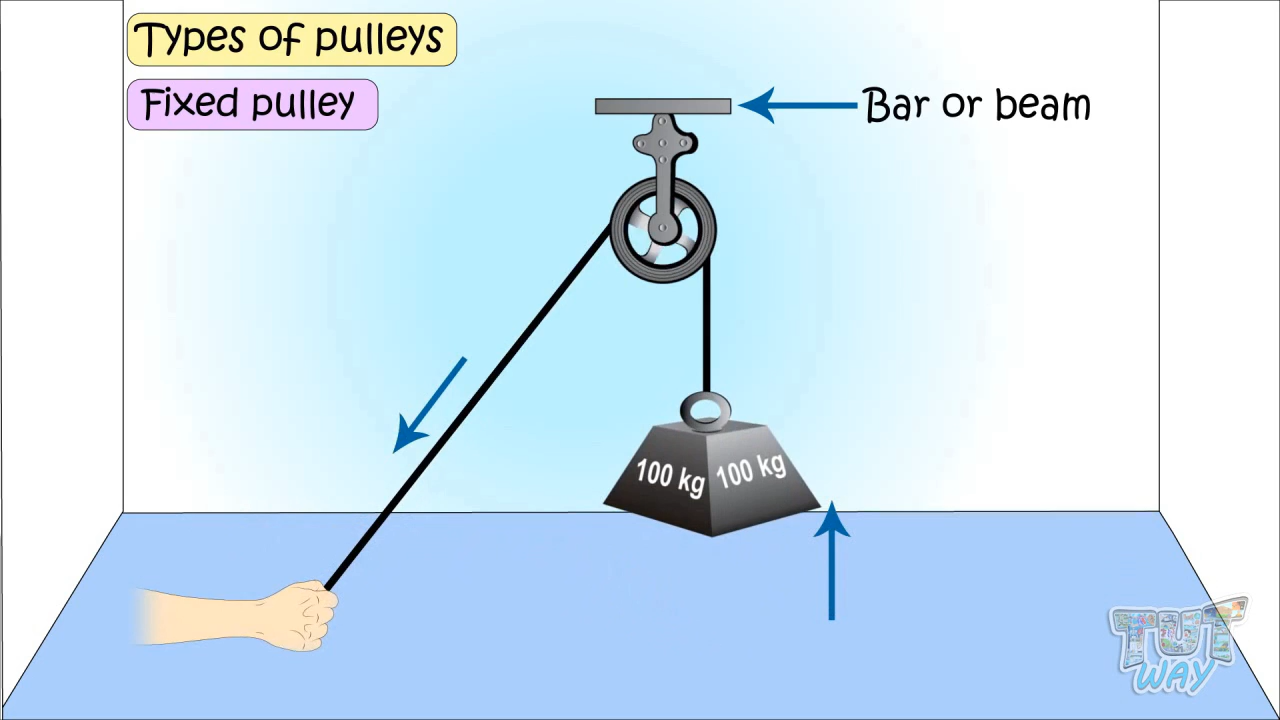 Types of pulleys
Fixed pulley
Bar or beam
100 kg 100 kg
TUT
WAY